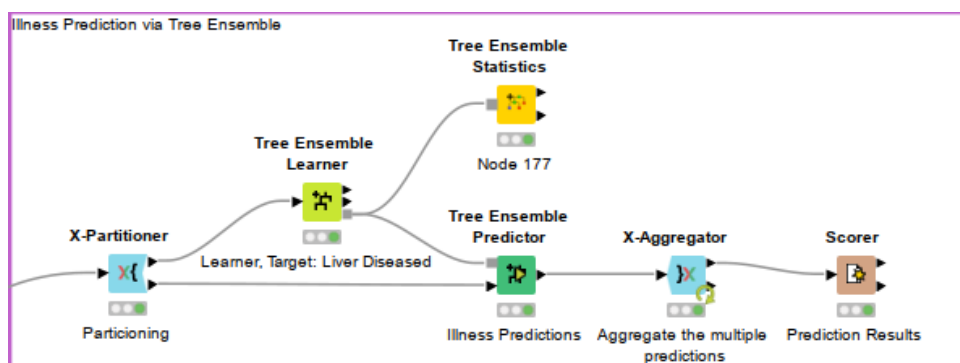 Illness Prediction via Tree Ensemble
Tree Ensemble
Statistics
Node 177
Tree Ensemble
Learner
Learner, Target: Liver Diseased
X-Partitioner
Particioning
Tree Ensemble
Predictor
Illness Predictions
X-Aggregator
Aggregate the multiple
predictions
Scorer
Prediction Results